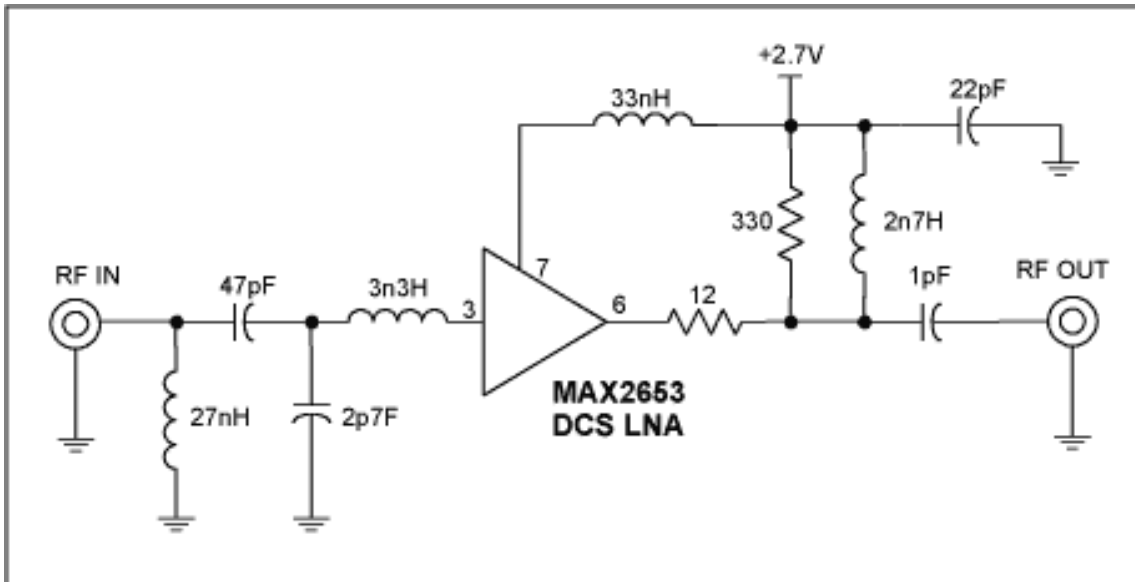 +2.7V
33nH
22pF
330
2n7H
7
RF IN
47pF
3n3H
3
6
12
1pF
RF OUT
27nH
2p7F
MAX2653
DCS LNA